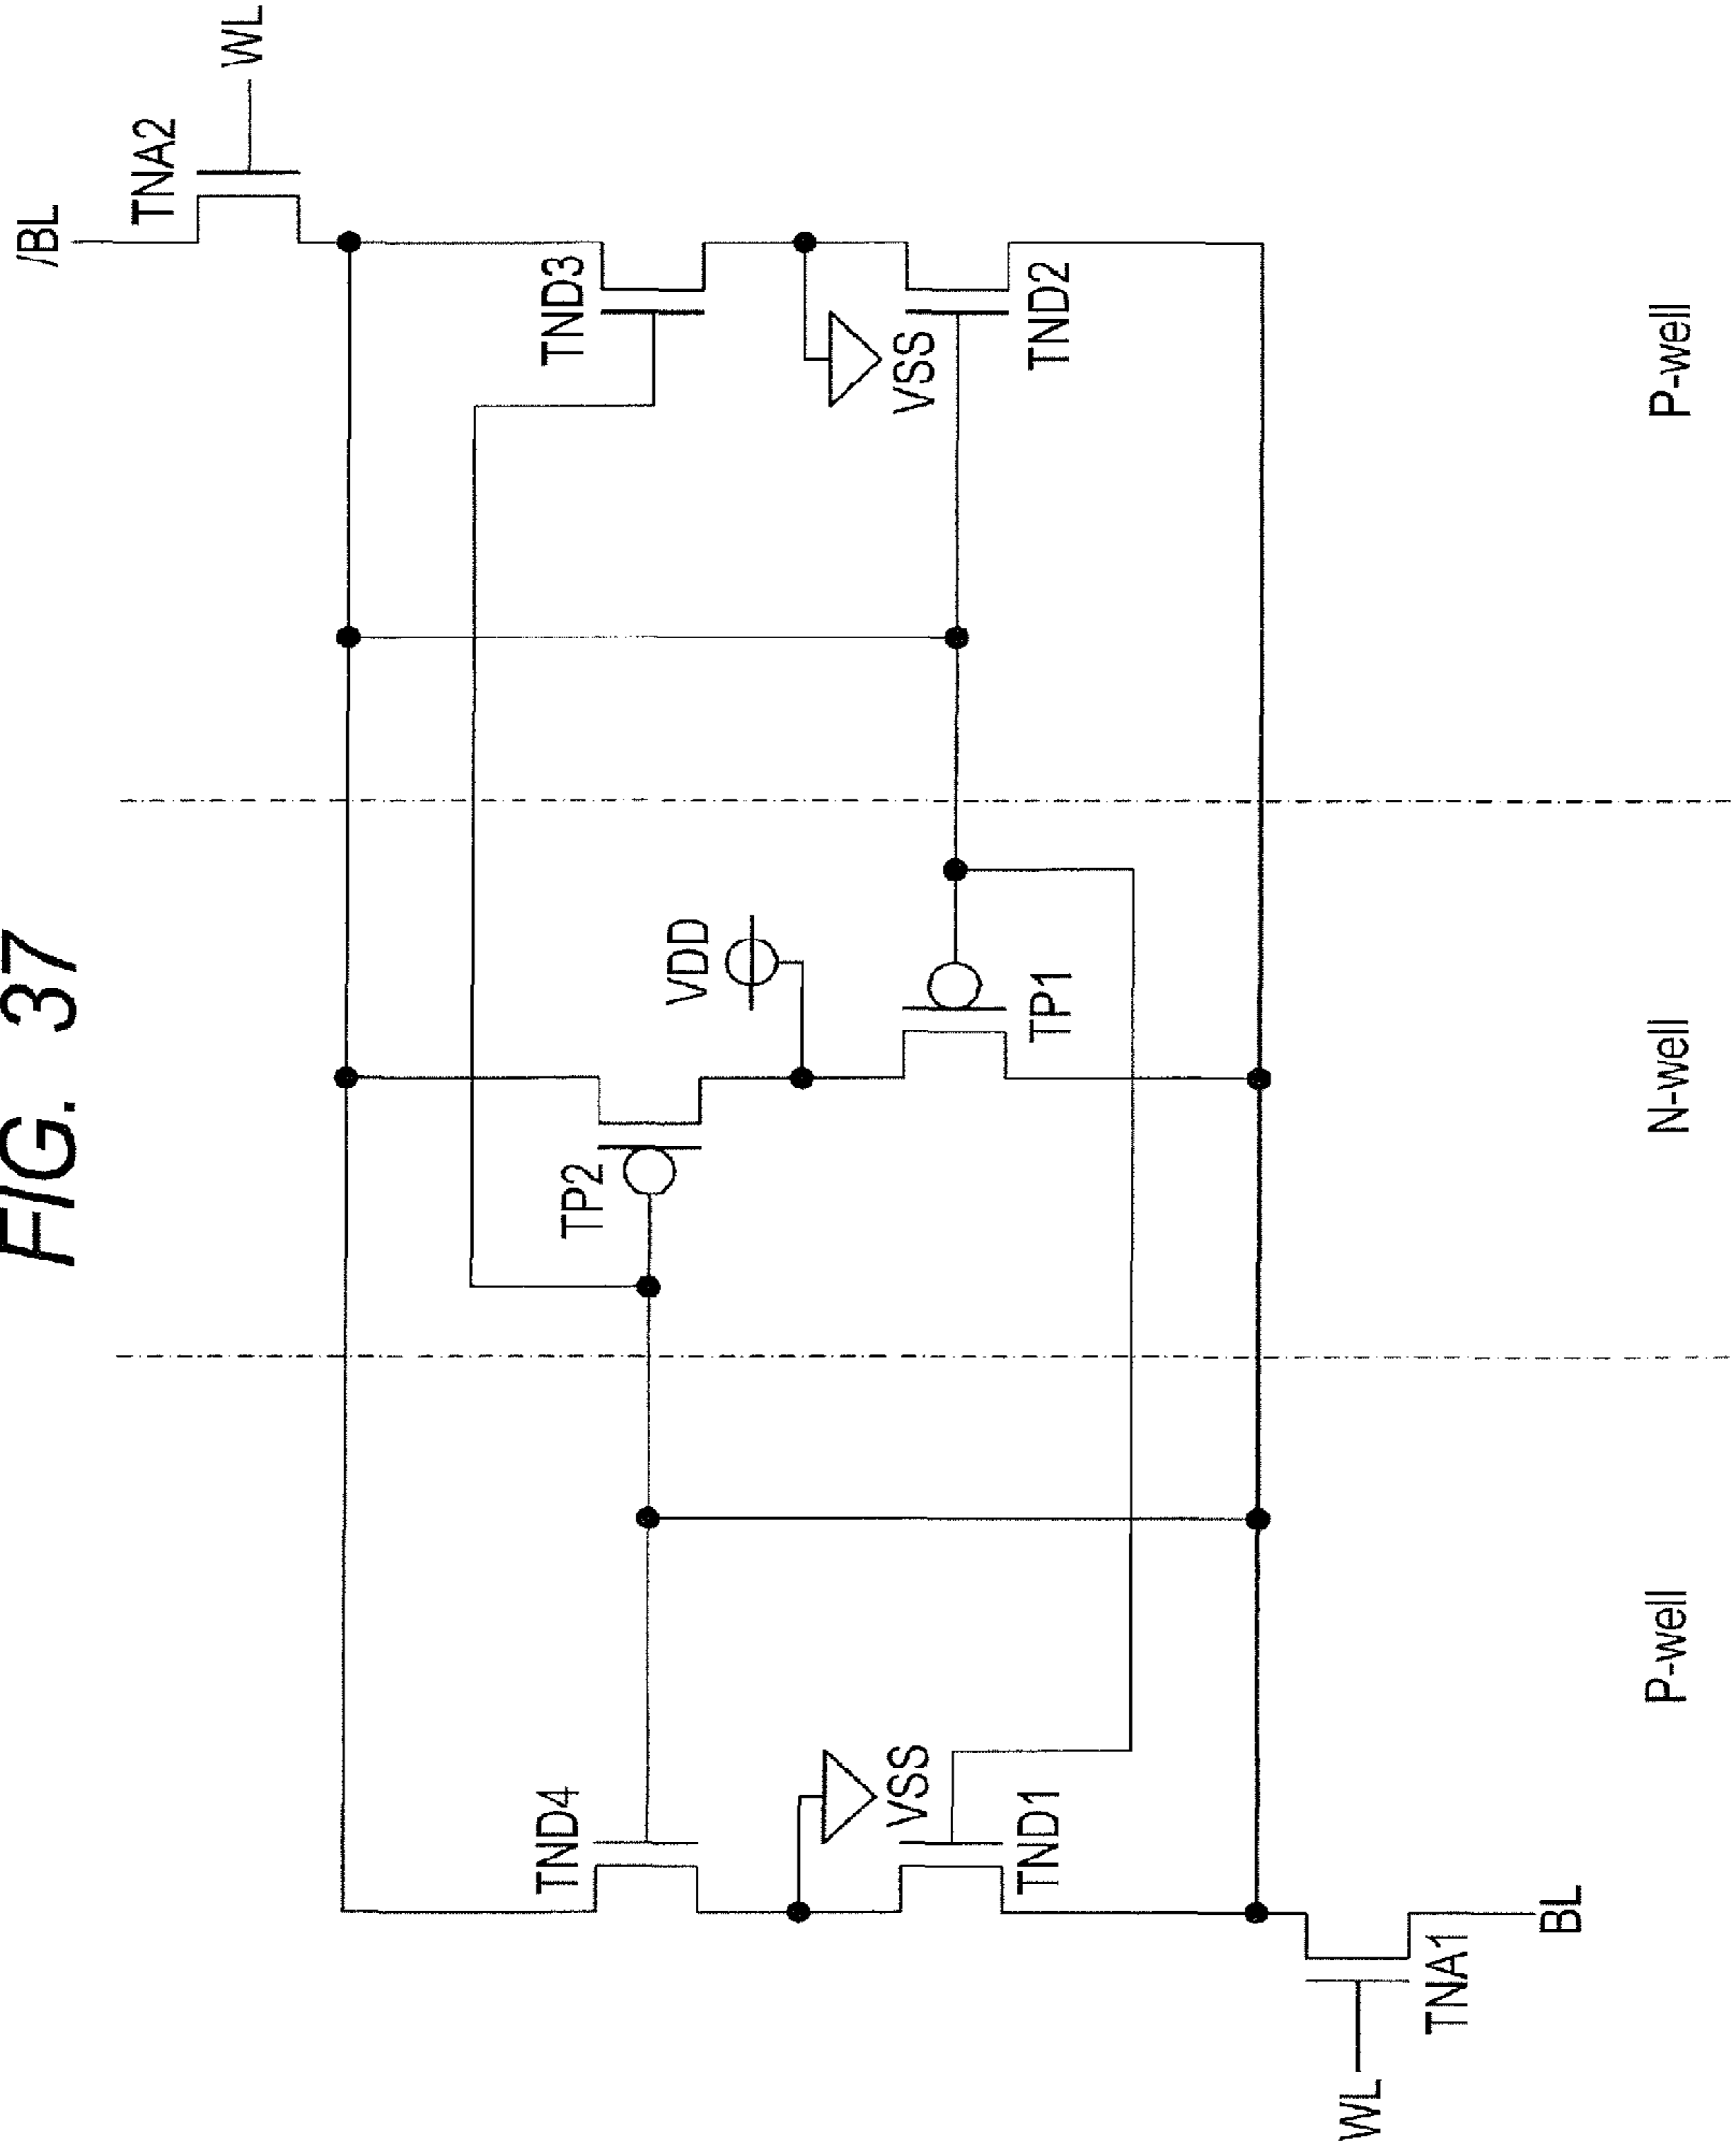 FIG. 37
/BL
TNA2
WL
TND4
TP2
TND3
VDD
VSS
VSS
TND1
TP1
TND2
WL
TNA1
BL
P-well
N-well
P-well